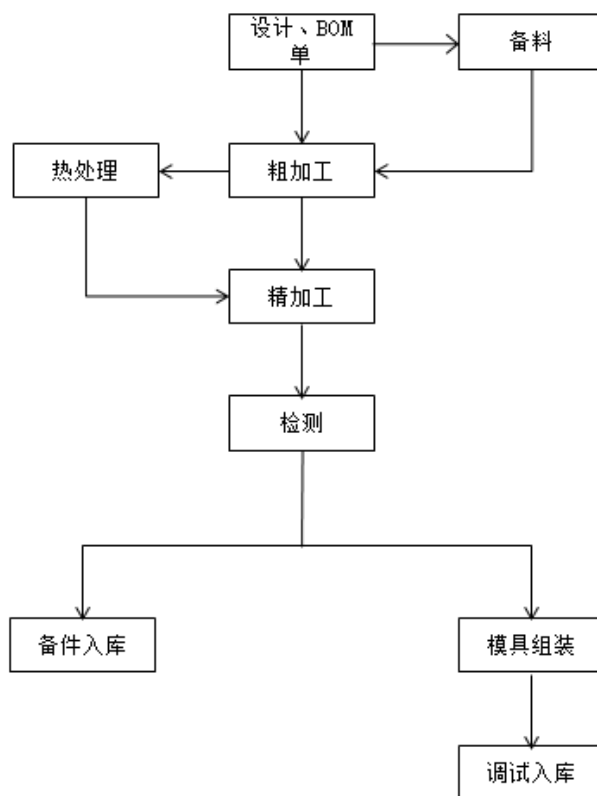 设计、BOM
单
备料
热处理
粗加工
精加工
检测
备件入库
模具组装
调试入库